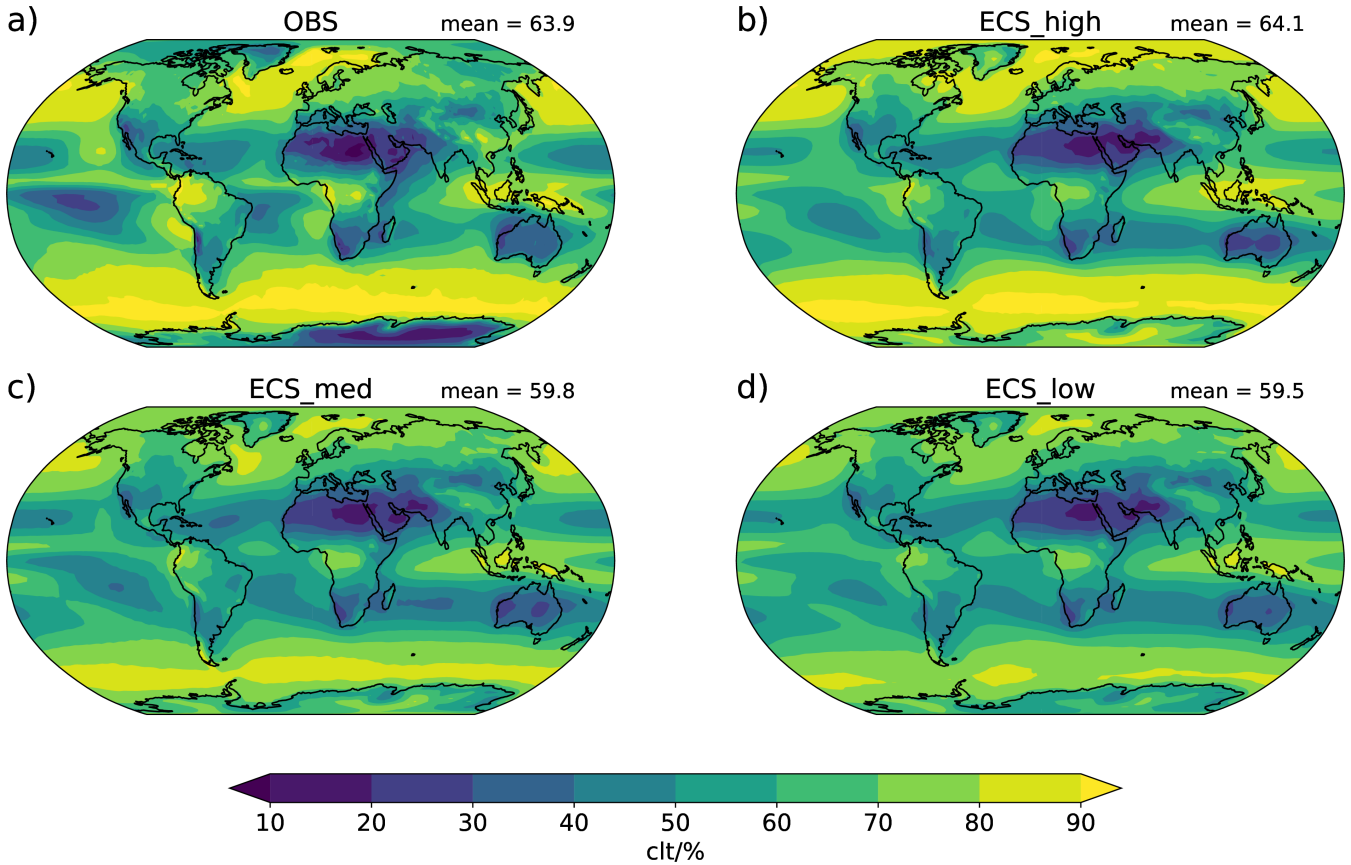 a) OBS mean = 63.9
b) ECS_high mean = 64.1
c) ECS_med mean = 59.8
d) ECS_low mean = 59.5
10 20 30 40 50 60 70 80 90
clt/%